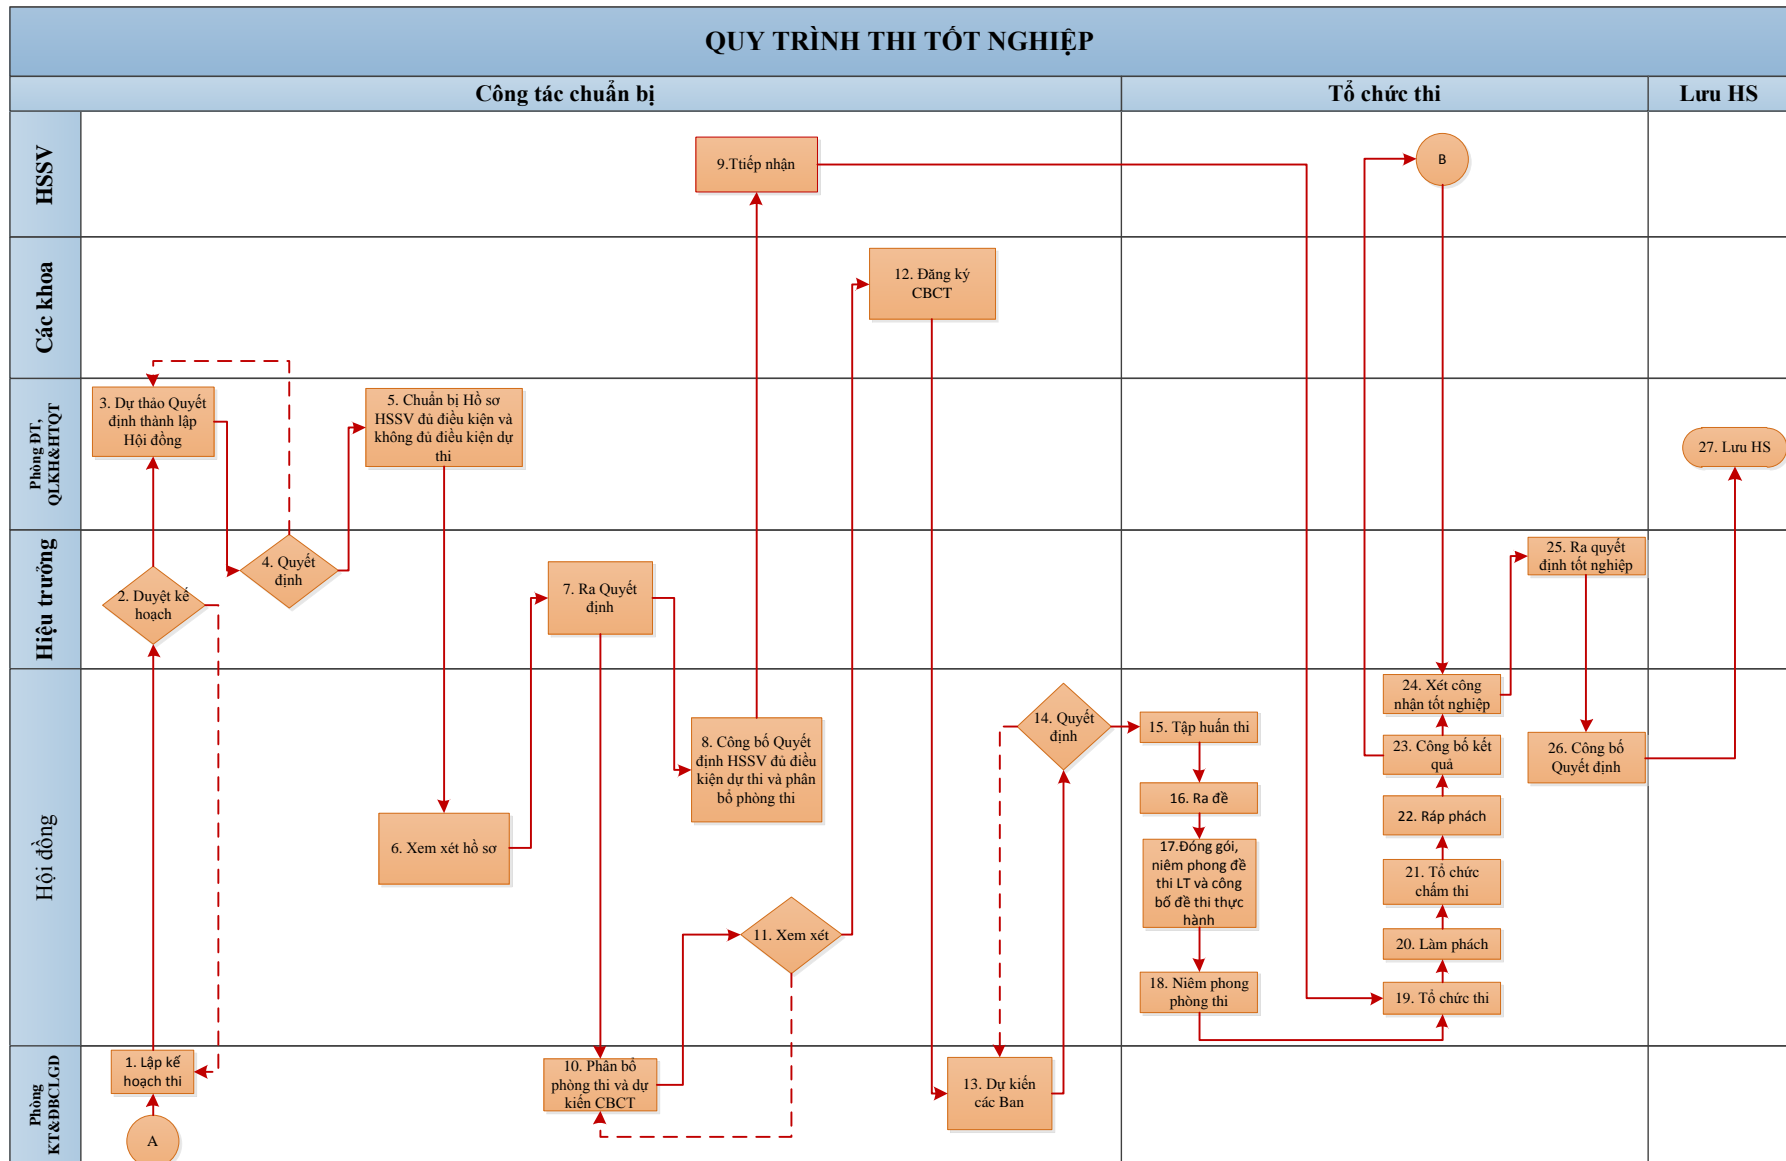 QUY TRÌNH THI TỐT NGHIỆP
Công tác chuẩn bị
Tổ chức thi
Lưu HS
HSSV
9.Ttiếp nhận
B
Các khoa
12. Đăng ký
CBCT
Phòng ĐT,
QLKH&HTQT
3. Dự thảo Quyết
định thành lập
Hội đồng
5. Chuẩn bị Hồ sơ
HSSV đủ điều kiện và
không đủ điều kiện dự
thi
27. Lưu HS
Hiệu trưởng
2. Duyệt kế
hoạch
4. Quyết
định
7. Ra Quyết
định
25. Ra quyết
định tốt nghiệp
Hội đồng
6. Xem xét hồ sơ
8. Công bố Quyết
định HSSV đủ điều
kiện dự thi và phân
bổ phòng thi
11. Xem xét
14. Quyết
định
15. Tập huấn thi
16. Ra đề
17.Đóng gói,
niêm phong đề
thi LT và công
bố đề thi thực
hành
18. Niêm phong
phòng thi
24. Xét công
nhận tốt nghiệp
23. Công bố kết
quả
22. Ráp phách
21. Tổ chức
chấm thi
20. Làm phách
19. Tổ chức thi
26. Công bố
Quyết định
Phòng
KT&ĐBCLGD
1. Lập kế
hoạch thi
A
10. Phân bổ
phòng thi và dự
kiến CBCT
13. Dự kiến
các Ban